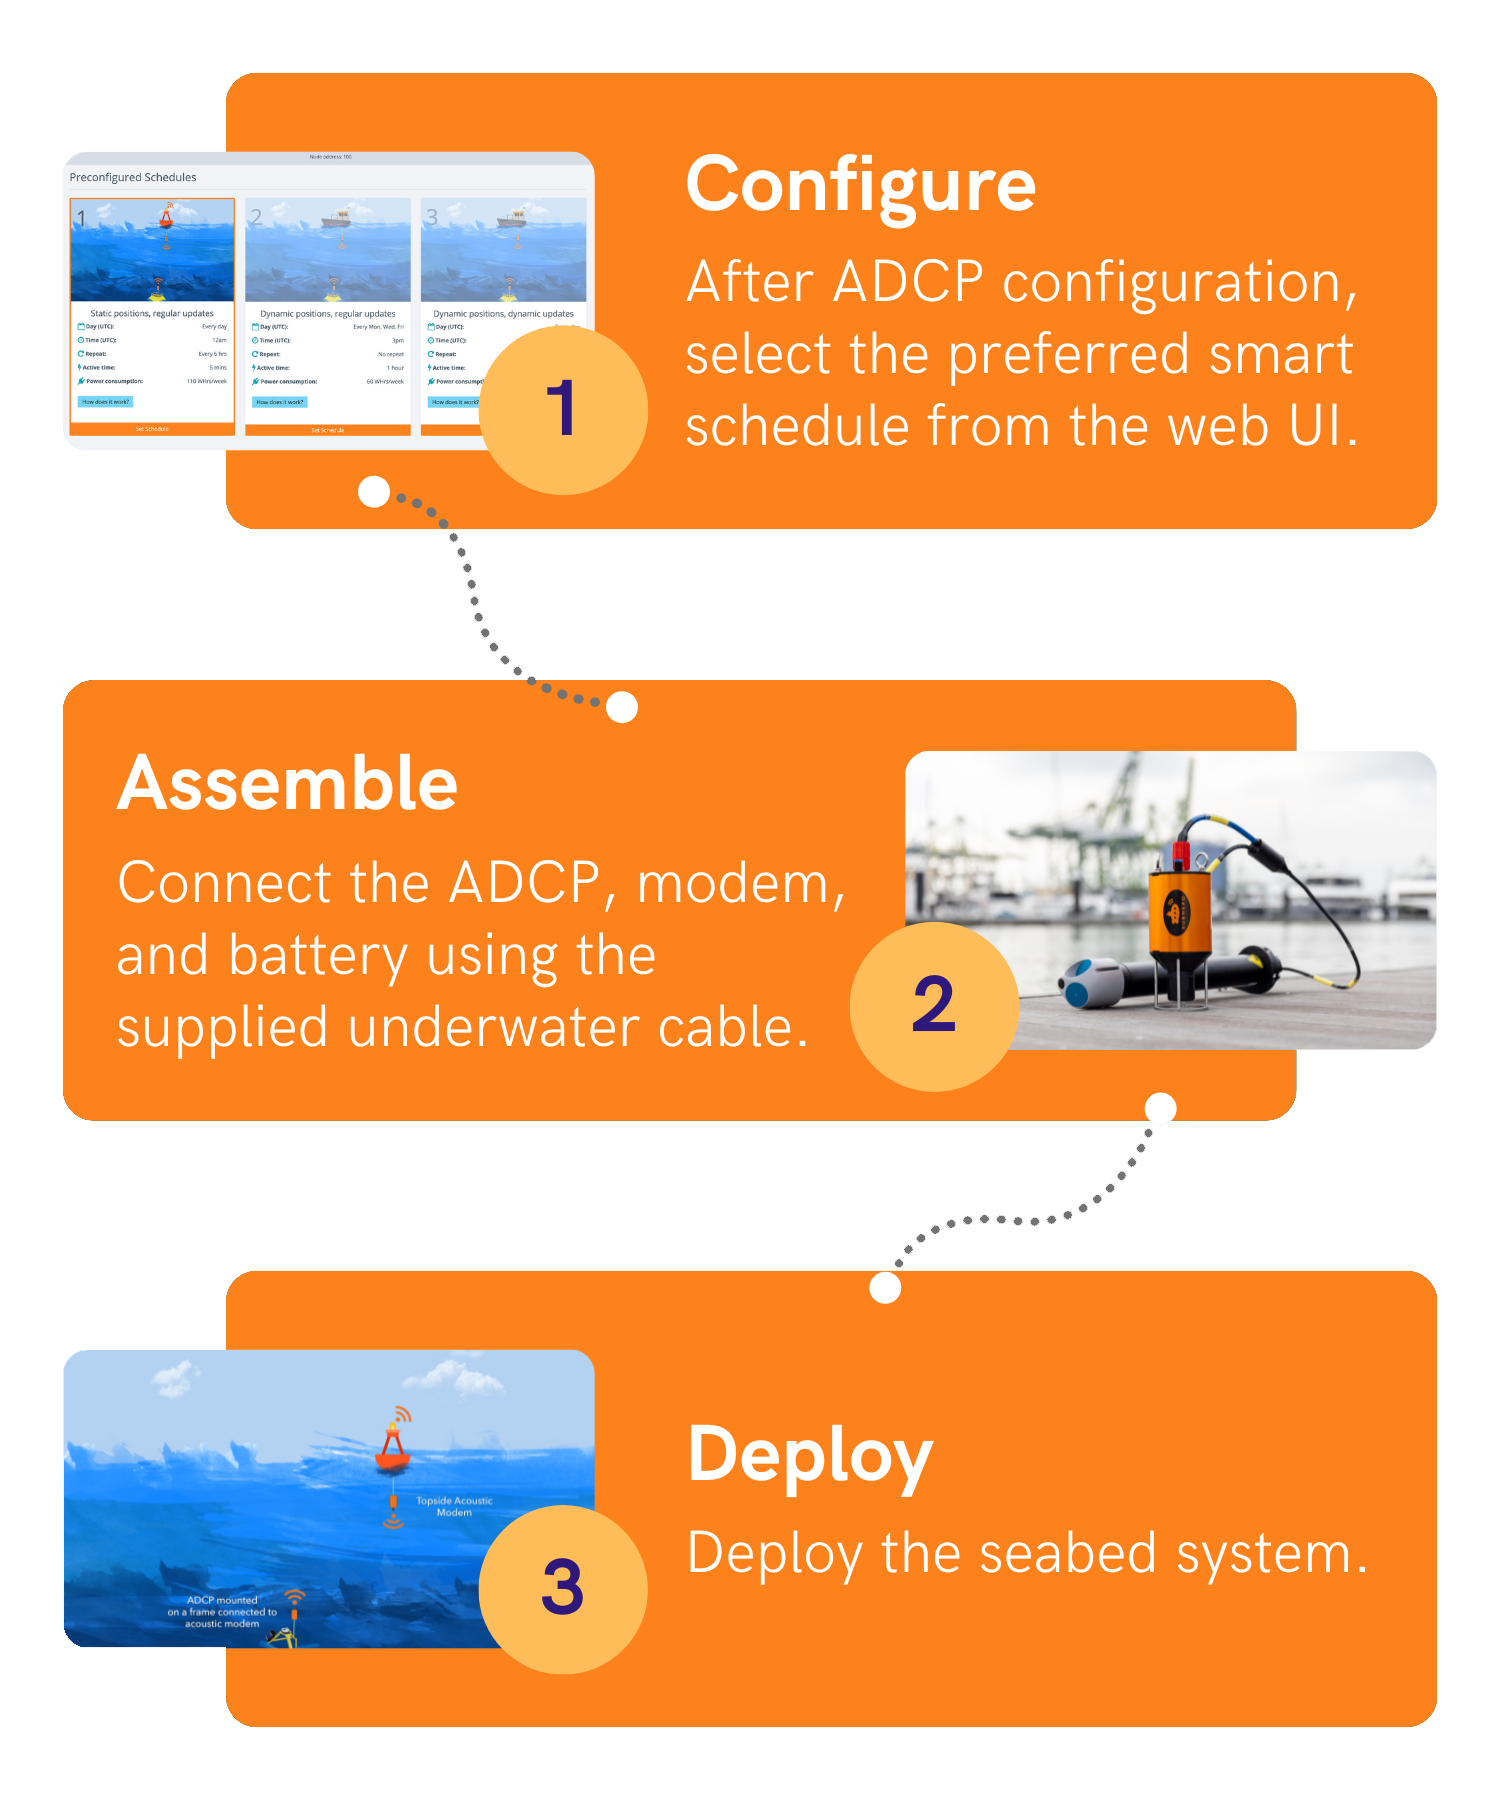 Node address: 100
Preconfigured Schedules
1
2
3
Static positions, regular updates
Day (UTC): Every day
Time (UTC): 12am
Repeat: Every 6 hrs
Active time: 5 mins
Power consumption: 110 WHrs/week
How does it work?
Set Schedule
Dynamic positions, regular updates
Day (UTC): Every Mon, Wed, Fri
Time (UTC): 3pm
Repeat: No repeat
Active time: 1 hour
Power consumption: 60 WHrs/week
How does it work?
Set Schedule
Dynamic positions, dynamic updates
Day (UTC):
Time (UTC):
Repeat:
Active time:
How does it work?
1
Configure
After ADCP configuration,
select the preferred smart
schedule from the web UI.
Assemble
Connect the ADCP, modem,
and battery using the
supplied underwater cable.
2
Topside Acoustic
Modem
ADCP mounted
on a frame connected to
acoustic modem
3
Deploy
Deploy the seabed system.